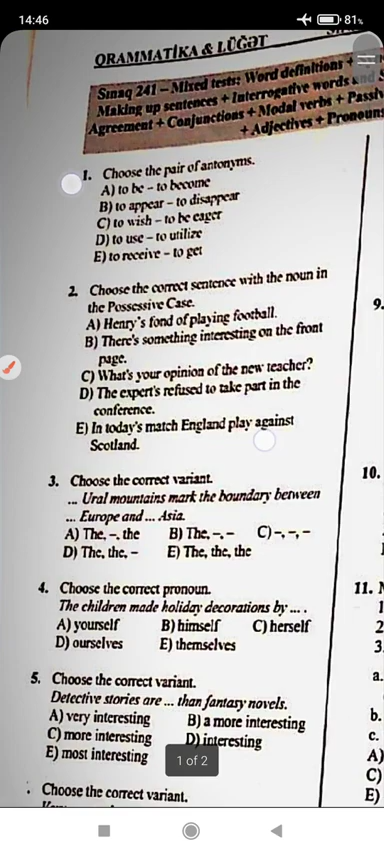 14:46
81%
QRAMMATİKA & LÜĞƏT
Sınaq 241 – Mixed tests: Word definitions +
Making up sentences + Interrogative words and
Agreement + Conjunctions + Modal verbs +
+ Adjectives +
1. Choose the pair of antonyms.
A) to be – to become
B) to appear – to disappear
C) to wish – to be eager
D) to use – to utilize
E) to receive – to get
2. Choose the correct sentence with the noun in
the Possessive Case.
A) Henry's fond of playing football.
B) There's something interesting on the front
page.
C) What's your opinion of the new teacher?
D) The expert's refused to take part in the
conference.
E) In today's match England play against
Scotland.
3. Choose the correct variant.
... Ural mountains mark the boundary between
... Europe and ... Asia.
A) The, –, the B) The, –, – C) –, –, –
D) The, the, – E) The, the, the
4. Choose the correct pronoun.
The children made holiday decorations by ... .
A) yourself B) himself C) herself
D) ourselves E) themselves
5. Choose the correct variant.
Detective stories are ... than fantasy novels.
A) very interesting B) a more interesting
C) more interesting D) interesting
E) most interesting
Choose the correct variant.
9.
10.
11.
1
2
3.
a.
b.
c.
A)
C)
E)
1 of 2